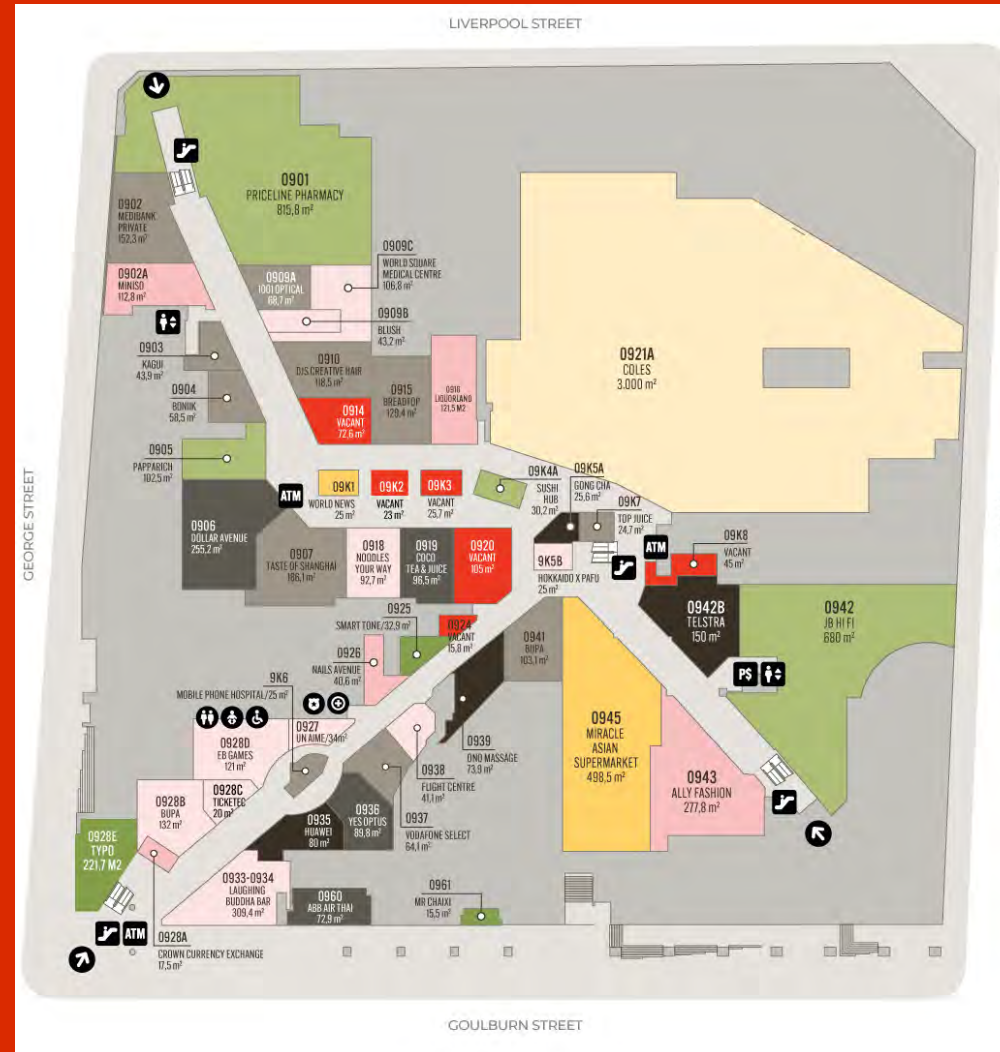 LIVERPOOL STREET
0901
PRICELINE PHARMACY
815,8 m²
0902
MEDIBANK
PRIVATE
152,3 m²
0902A
MINISO
112,8 m²
0909A
1001 OPTICAL
68,7 m²
0909C
WORLD SQUARE
MEDICAL CENTRE
106,8 m²
0909B
BLUSH
43,2 m²
0903
KAGUI
43,9 m²
0904
BONIIK
58,5 m²
0910
DJS CREATIVE HAIR
118,5 m²
0914
VACANT
72,6 m²
0915
BREADTOP
129,4 m²
0916
LIQUORLAND
121,5 M2
0921A
COLES
3.000 m²
0905
PAPPARICH
102,5 m²
ATM
09K1
WORLD NEWS
25 m²
09K2
VACANT
23 m²
09K3
VACANT
25,7 m²
09K4A
SUSHI
HUB
30,2 m²
09K5A
GONG CHA
25,6 m²
09K7
TOP JUICE
24,7 m²
GEORGE STREET
0906
DOLLAR AVENUE
255,2 m²
0907
TASTE OF SHANGHAI
186,1 m²
0918
NOODLES
YOUR WAY
92,7 m²
0919
COCO
TEA & JUICE
96,5 m²
0920
VACANT
105 m²
9K5B
HOKKAIDO X PAFU
25 m²
ATM
09K8
VACANT
45 m²
0942B
TELSTRA
150 m²
0942
JB HI FI
680 m²
0925
SMART TONE/32,9 m²
0924
VACANT
15,8 m²
0926
NAILS AVENUE
40,6 m²
0941
BUPA
103,1 m²
P$
9K6
MOBILE PHONE HOSPITAL/25 m²
0927
UN AIME/34m²
0928D
EB GAMES
121 m²
0928C
TICKETEC
20 m²
0928B
BUPA
132 m²
0928E
TYPO
221.7 M2
0939
ONO MASSAGE
73,9 m²
0938
FLIGHT CENTRE
41,1 m²
0937
VODAFONE SELECT
64,1 m²
0936
YES OPTUS
89,8 m²
0935
HUAWEI
80 m²
0945
MIRACLE
ASIAN
SUPERMARKET
498,5 m²
0943
ALLY FASHION
277,8 m²
0933-0934
LAUGHING
BUDDHA BAR
309,4 m²
0960
ABB AIR THAI
72,9 m²
0961
MR CHAIXI
15,5 m²
ATM
0928A
CROWN CURRENCY EXCHANGE
17,5 m²
GOULBURN STREET